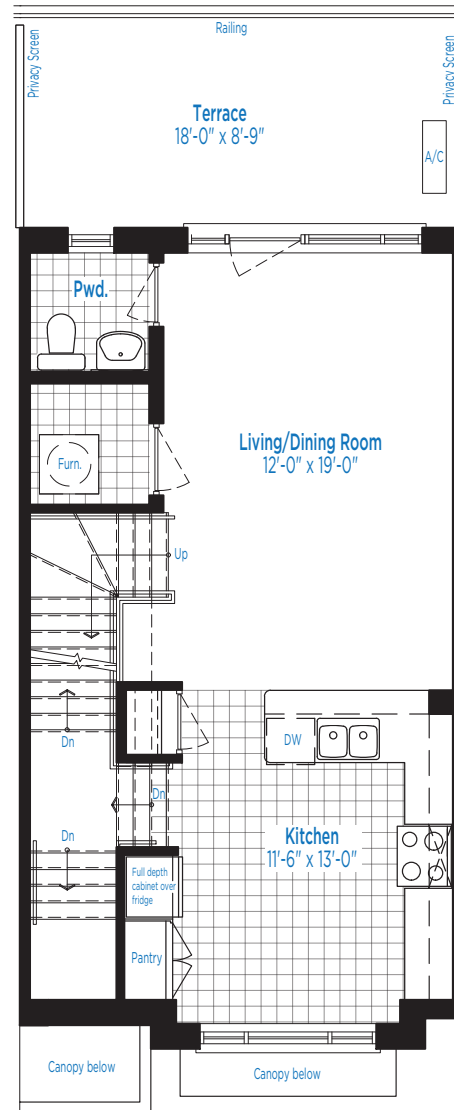 Railing
Privacy Screen
Privacy Screen
Terrace
18'-0" x 8'-9"
A/C
Pwd.
Living/Dining Room
12'-0" x 19'-0"
Furn.
Up
Dn
DW
Dn
Dn
Kitchen
11'-6" x 13'-0"
Full depth
cabinet over
fridge
Pantry
Canopy below
Canopy below